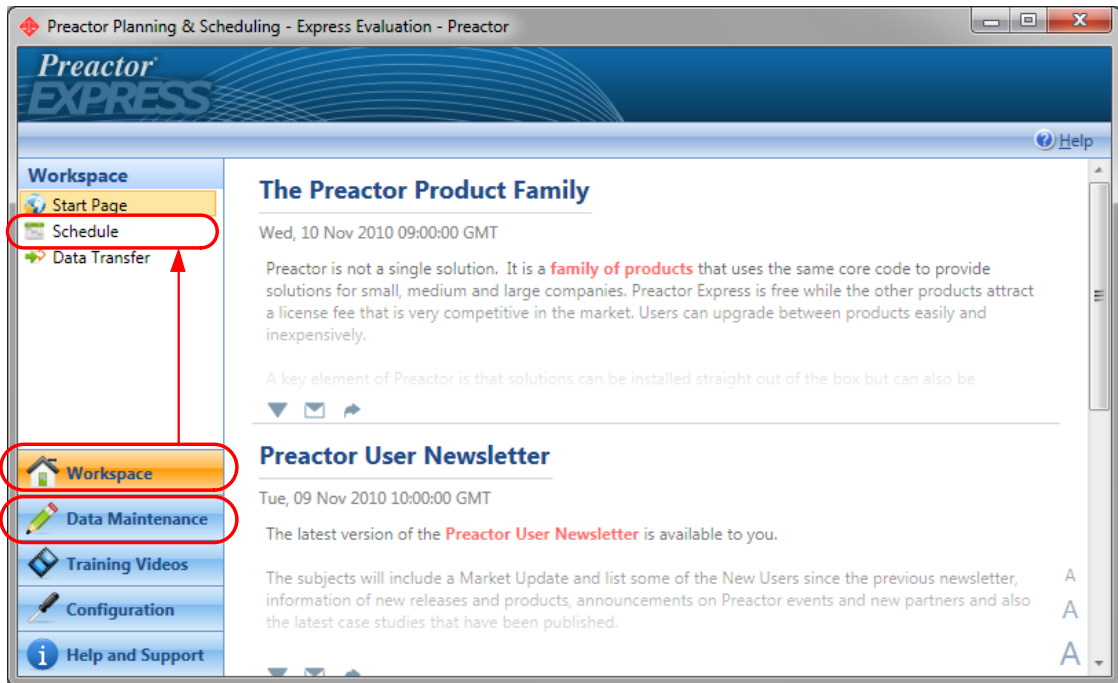 Preactor Planning & Scheduling - Express Evaluation - Preactor
Preactor
EXPRESS
Help
Workspace
Start Page
Schedule
Data Transfer
Workspace
Data Maintenance
Training Videos
Configuration
Help and Support
The Preactor Product Family
Wed, 10 Nov 2010 09:00:00 GMT
Preactor is not a single solution. It is a family of products that uses the same core code to provide
solutions for small, medium and large companies. Preactor Express is free while the other products attract
a license fee that is very competitive in the market. Users can upgrade between products easily and
inexpensively.
A key element of Preactor is that solutions can be installed straight out of the box but can also be
Preactor User Newsletter
Tue, 09 Nov 2010 10:00:00 GMT
The latest version of the Preactor User Newsletter is available to you.
The subjects will include a Market Update and list some of the New Users since the previous newsletter,
information of new releases and products, announcements on Preactor events and new partners and also
the latest case studies that have been published.
A
A
A